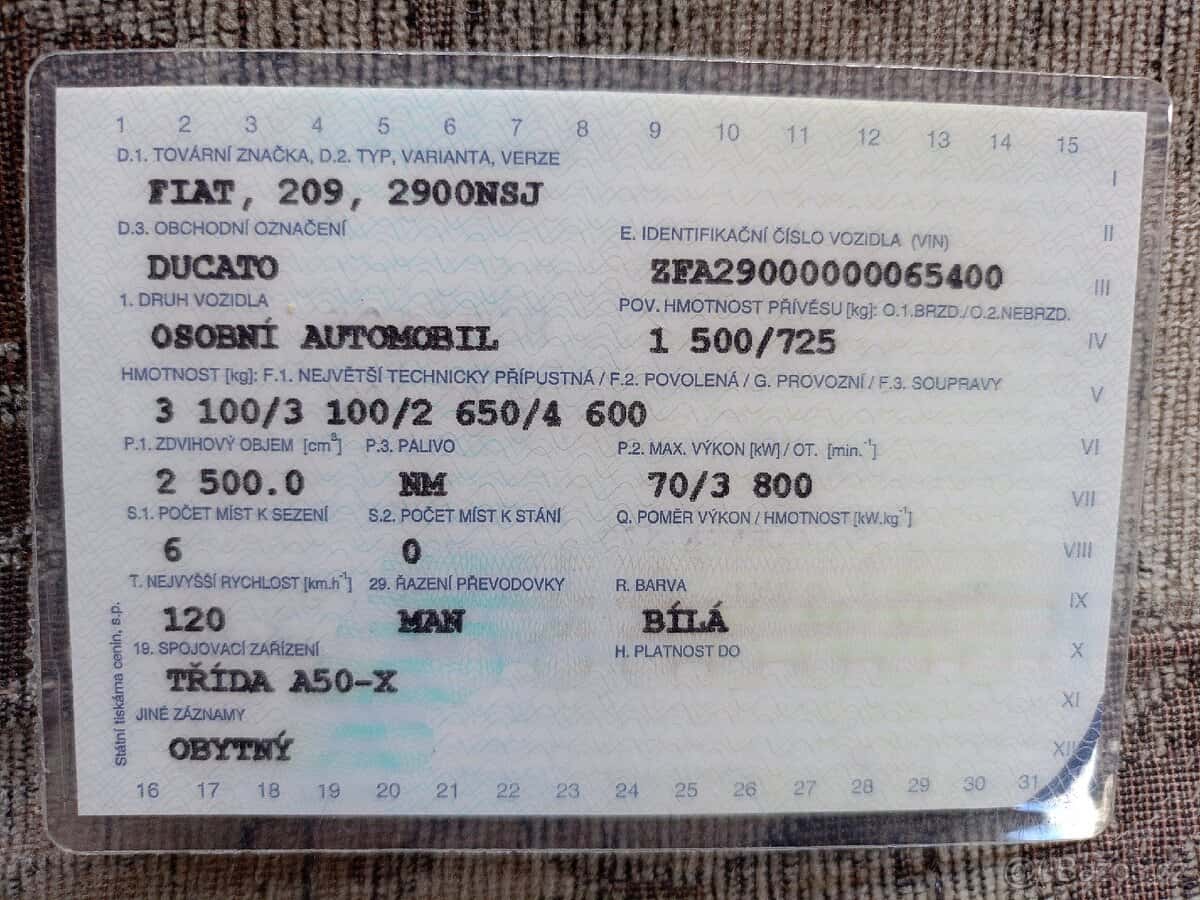 1 2 3 4 5 6 7 8 9 10 11 12 13 14 15
D.1. TOVÁRNÍ ZNAČKA, D.2. TYP, VARIANTA, VERZE
I
FIAT, 209, 2900NSJ
D.3. OBCHODNÍ OZNAČENÍ E. IDENTIFIKAČNÍ ČÍSLO VOZIDLA (VIN) II
DUCATO ZFA29000000065400 III
1. DRUH VOZIDLA POV. HMOTNOST PŘÍVĚSU [kg]: O.1.BRZD./O.2.NEBRZD.
OSOBNÍ AUTOMOBIL 1 500/725 IV
HMOTNOST [kg]: F.1. NEJVĚTŠÍ TECHNICKY PŘÍPUSTNÁ / F.2. POVOLENÁ / G. PROVOZNÍ / F.3. SOUPRAVY V
3 100/3 100/2 650/4 600
P.1. ZDVIHOVÝ OBJEM [cm³] P.3. PALIVO P.2. MAX. VÝKON [kW] / OT. [min.⁻¹] VI
2 500.0 NM 70/3 800 VII
S.1. POČET MÍST K SEZENÍ S.2. POČET MÍST K STÁNÍ Q. POMĚR VÝKON / HMOTNOST [kW.kg⁻¹]
6 0 VIII
T. NEJVYŠŠÍ RYCHLOST [km.h⁻¹] 29. ŘAZENÍ PŘEVODOVKY R. BARVA IX
120 MAN BÍLÁ
19. SPOJOVACÍ ZAŘÍZENÍ H. PLATNOST DO X
TŘÍDA A50-X XI
JINÉ ZÁZNAMY
OBYTNÝ XII
16 17 18 19 20 21 22 23 24 25 26 27 28 29 30 31
Státní tiskárna cenin, s.p.
Bazoš.cz